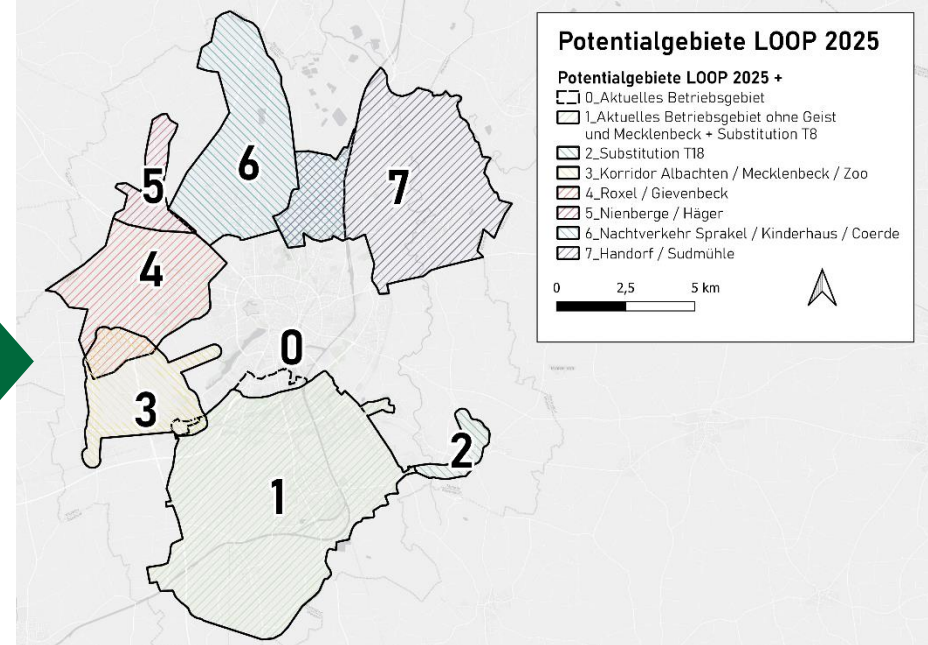 Potentialgebiete LOOP 2025
Potentialgebiete LOOP 2025 +
0_Aktuelles Betriebsgebiet
1_Aktuelles Betriebsgebiet ohne Geist
und Mecklenbeck + Substitution T8
2_Substitution T18
3_Korridor Albachten / Mecklenbeck / Zoo
4_Roxel / Gievenbeck
5_Nienberge / Häger
6_Nachtverkehr Sprakel / Kinderhaus / Coerde
7_Handorf / Sudmühle
0 2,5 5 km
6
5
7
4
0
3
2
1